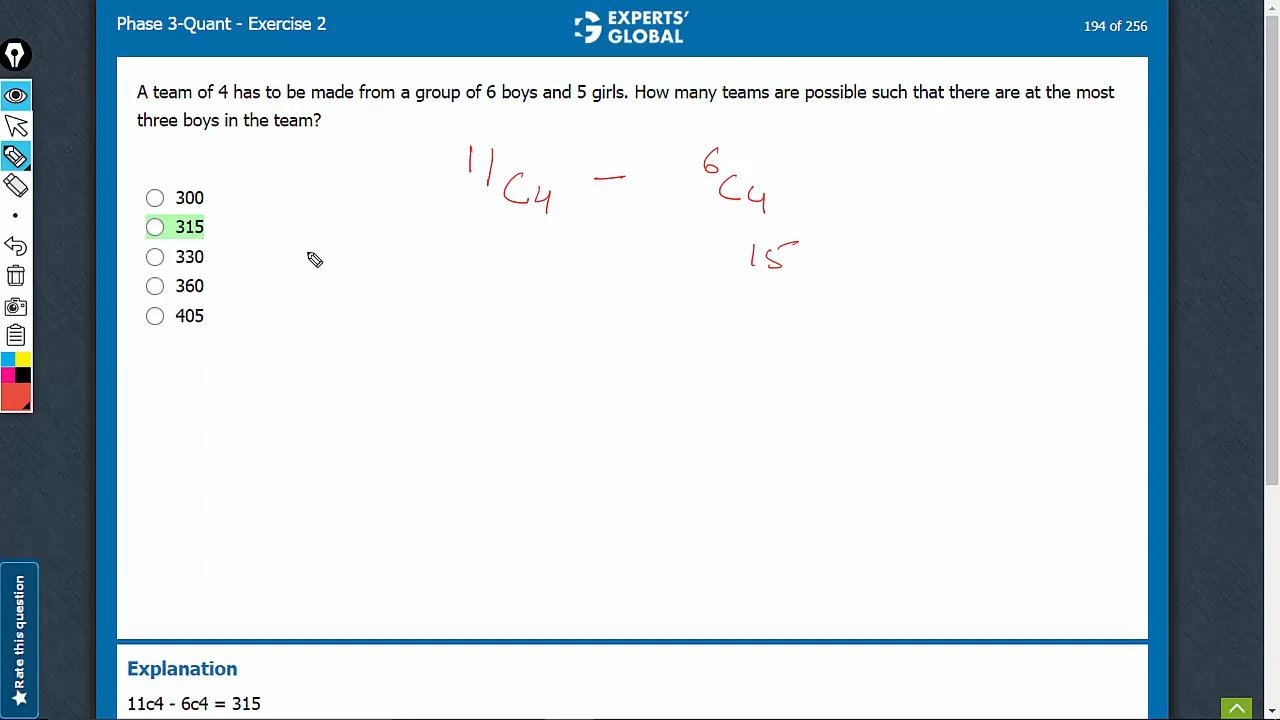 Phase 3-Quant - Exercise 2
EXPERTS'
GLOBAL
194 of 256
A team of 4 has to be made from a group of 6 boys and 5 girls. How many teams are possible such that there are at the most
three boys in the team?
11C4 - 6C4
15
300
315
330
360
405
Rate this question
Explanation
11c4 - 6c4 = 315